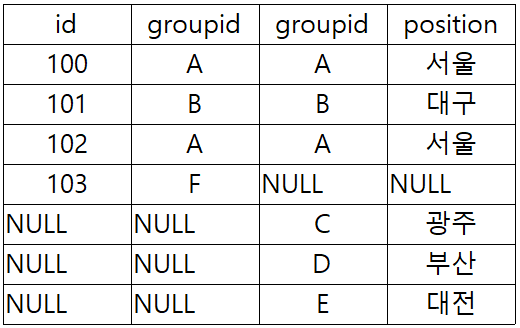 id groupid groupid position
100 A A 서울
101 B B 대구
102 A A 서울
103 F NULL NULL
NULL NULL C 광주
NULL NULL D 부산
NULL NULL E 대전